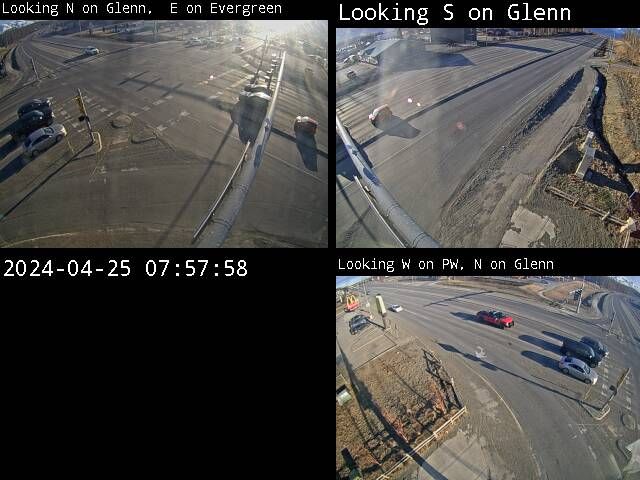 Looking N on Glenn,  E on Evergreen
Looking S on Glenn
2024-04-25 07:57:58
Looking W on PW, N on Glenn